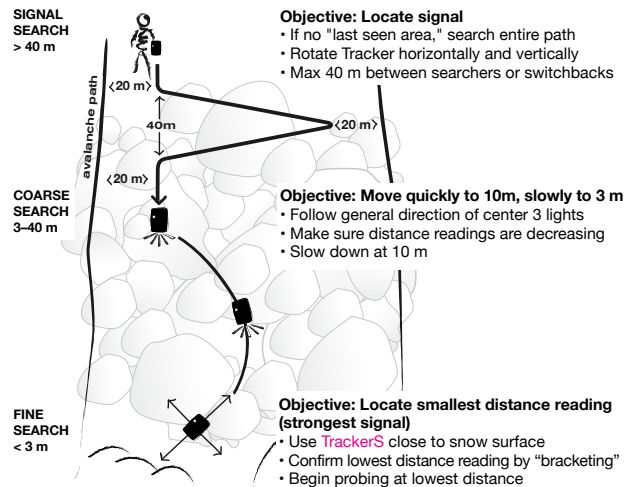 SIGNAL
SEARCH
> 40 m
Objective: Locate signal
• If no "last seen area," search entire path
• Rotate Tracker horizontally and vertically
• Max 40 m between searchers or switchbacks
avalanche path
<20 m>
40m
<20 m>
<20 m>
COARSE
SEARCH
3–40 m
Objective: Move quickly to 10m, slowly to 3 m
• Follow general direction of center 3 lights
• Make sure distance readings are decreasing
• Slow down at 10 m
FINE
SEARCH
< 3 m
Objective: Locate smallest distance reading
(strongest signal)
• Use TrackerS close to snow surface
• Confirm lowest distance reading by “bracketing”
• Begin probing at lowest distance